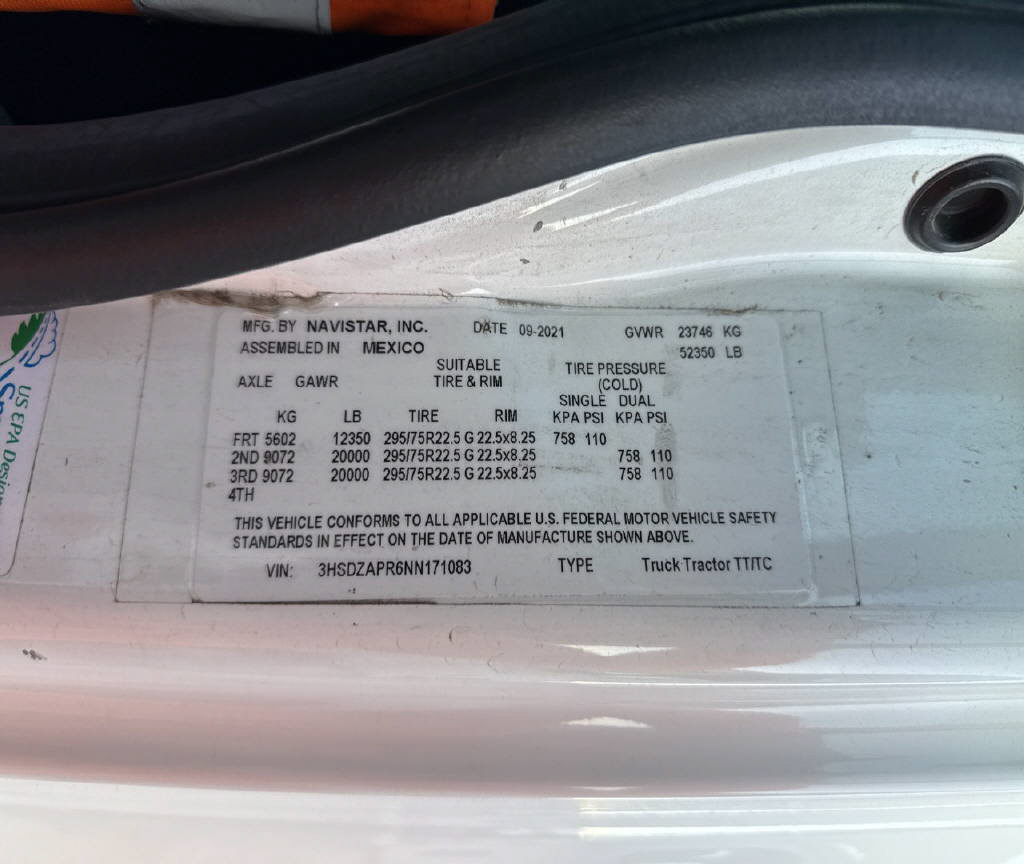 MFG. BY NAVISTAR, INC. DATE 09-2021 GVWR 23746 KG
ASSEMBLED IN MEXICO 52350 LB
SUITABLE TIRE PRESSURE
AXLE GAWR TIRE & RIM (COLD)
SINGLE DUAL
KG LB TIRE RIM KPA PSI KPA PSI
FRT 5602 12350 295/75R22.5 G 22.5x8.25 758 110
2ND 9072 20000 295/75R22.5 G 22.5x8.25 758 110
3RD 9072 20000 295/75R22.5 G 22.5x8.25 758 110
4TH
THIS VEHICLE CONFORMS TO ALL APPLICABLE U.S. FEDERAL MOTOR VEHICLE SAFETY
STANDARDS IN EFFECT ON THE DATE OF MANUFACTURE SHOWN ABOVE.
VIN: 3HSDZAPR6NN171083 TYPE Truck Tractor TT/TC
US EPA Design